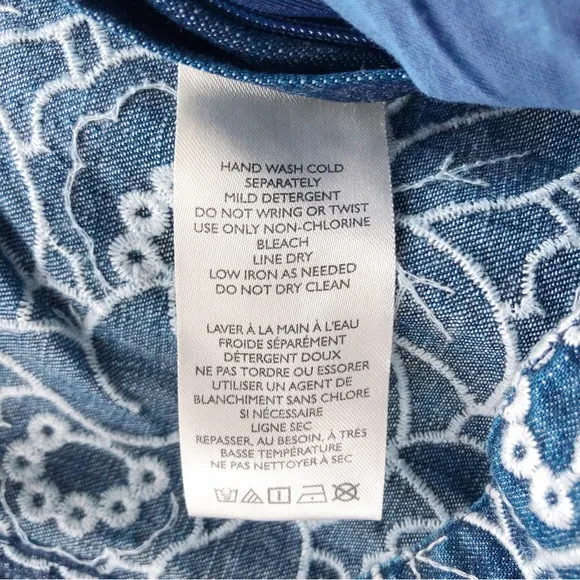 HAND WASH COLD
SEPARATELY
MILD DETERGENT
DO NOT WRING OR TWIST
USE ONLY NON-CHLORINE
BLEACH
LINE DRY
LOW IRON AS NEEDED
DO NOT DRY CLEAN
LAVER À LA MAIN À L'EAU
FROIDE SÉPARÉMENT
DÉTERGENT DOUX
NE PAS TORDRE OU ESSORER
UTILISER UN AGENT DE
BLANCHIMENT SANS CHLORE
SI NÉCESSAIRE
LIGNE SEC
REPASSER, AU BESOIN, À TRÈS
BASSE TEMPÉRATURE
NE PAS NETTOYER À SEC